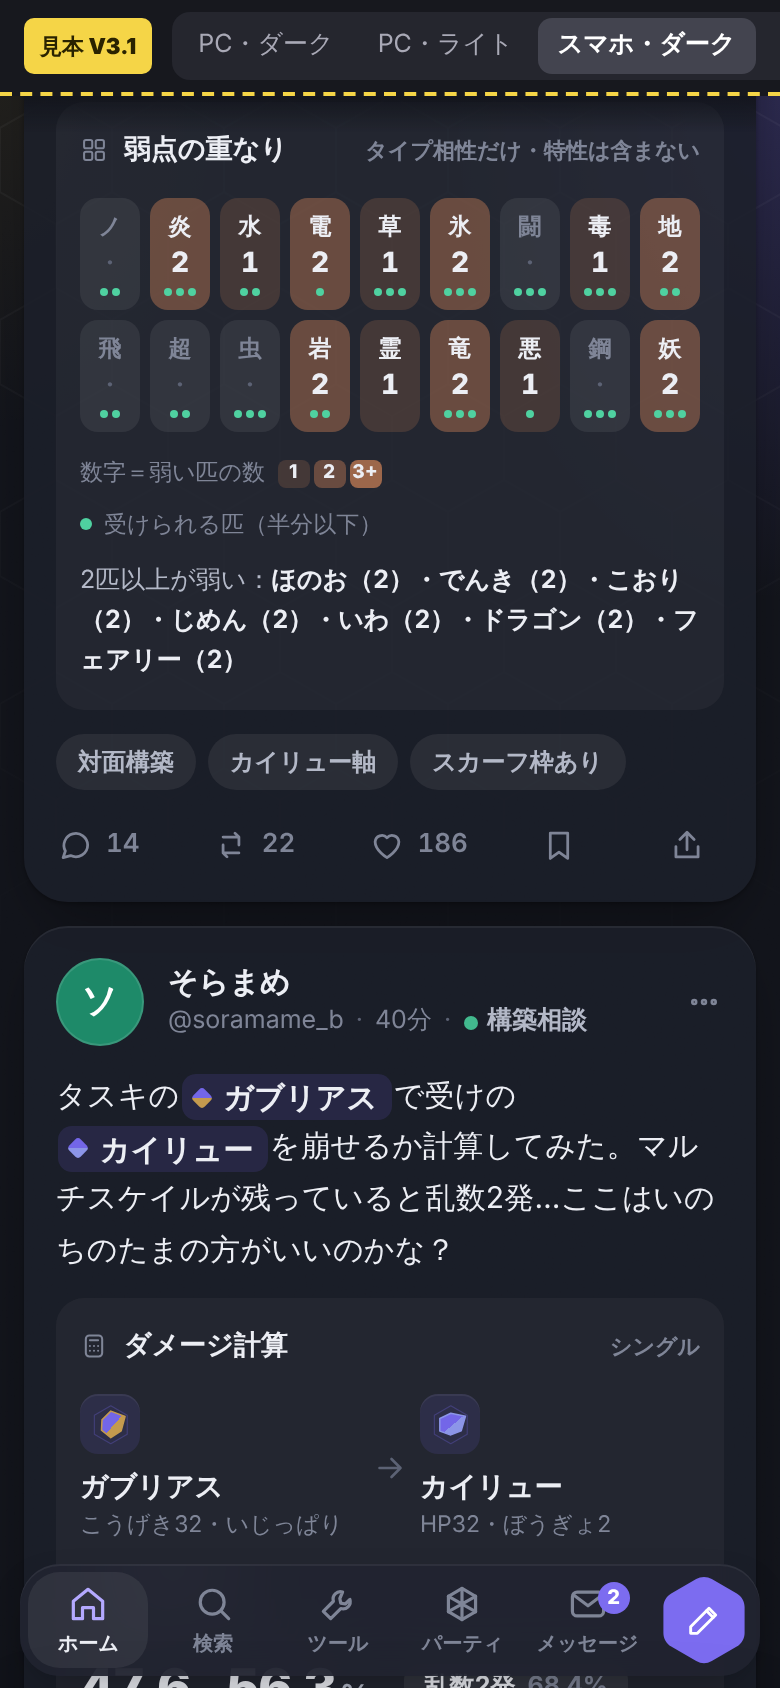 見本 V3.1 PC・ダーク PC・ライト スマホ・ダーク
弱点の重なり タイプ相性だけ・特性は含まない
ノ 炎 水 電 草 氷 闘 毒 地
・ 2 1 2 1 2 ・ 1 2
飛 超 虫 岩 霊 竜 悪 鋼 妖
・ ・ ・ 2 1 2 1 ・ 2
数字＝弱い匹の数 1 2 3+
受けられる匹（半分以下）
2匹以上が弱い：ほのお（2）・でんき（2）・こおり
（2）・じめん（2）・いわ（2）・ドラゴン（2）・フ
ェアリー（2）
対面構築 カイリュー軸 スカーフ枠あり
14 22 186
ソ
そらまめ
@soramame_b · 40分 · 構築相談
タスキの ガブリアス で受けの
カイリュー を崩せるか計算してみた。マル
チスケイルが残っていると乱数2発…ここはいの
ちのたまの方がいいのかな？
ダメージ計算 シングル
ガブリアス → カイリュー
こうげき32・いじっぱり HP32・ぼうぎょ2
ホーム 検索 ツール パーティ メッセージ 2
乱数2発 68.4%